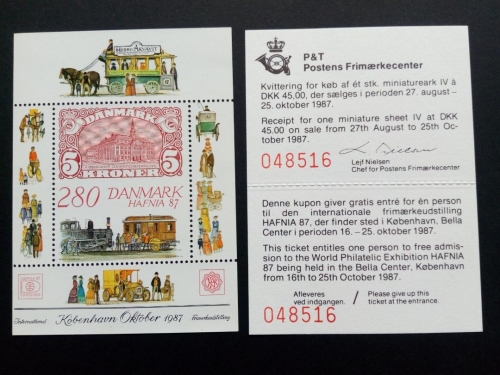 HENRI AKVAVIT
DANMARK
5
5
KRONER
280 DANMARK
HAFNIA 87
International
København Oktober 1987
Frimærkeudstilling
P&T
Postens Frimærkecenter
Kvittering for køb af ét stk. miniatureark IV à
DKK 45,00, der sælges i perioden 27. august –
25. oktober 1987.
Receipt for one miniature sheet IV at DKK
45.00 on sale from 27th August to 25th Oc-
tober 1987.
048516
Lejf Nielsen
Chef for Postens Frimærkecenter
Denne kupon giver gratis entré for én person
til den internationale frimærkeudstilling
HAFNIA 87, der finder sted i København, Bella
Center i perioden 16. - 25. oktober 1987.
This ticket entitles one person to free admis-
sion to the World Philatelic Exhibition HAFNIA
87 being held in the Bella Center, København
from 16th to 25th October 1987.
Afleveres
ved indgangen.
/ Please give up this
ticket at the entrance.
048516